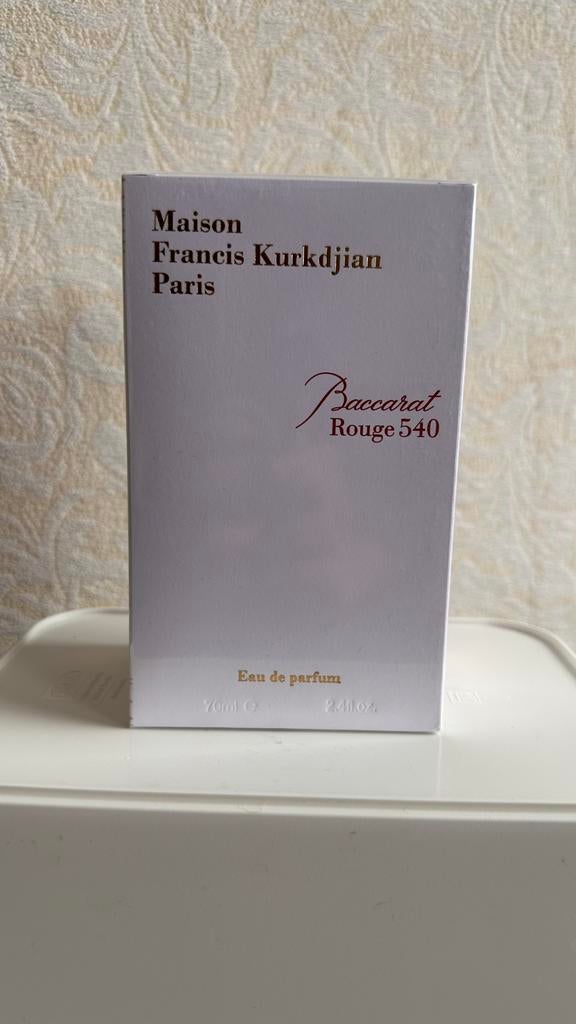 Maison
Francis Kurkdjian
Paris
Baccarat
Rouge 540
Eau de parfum
70ml ℮ 2.4fl.oz.